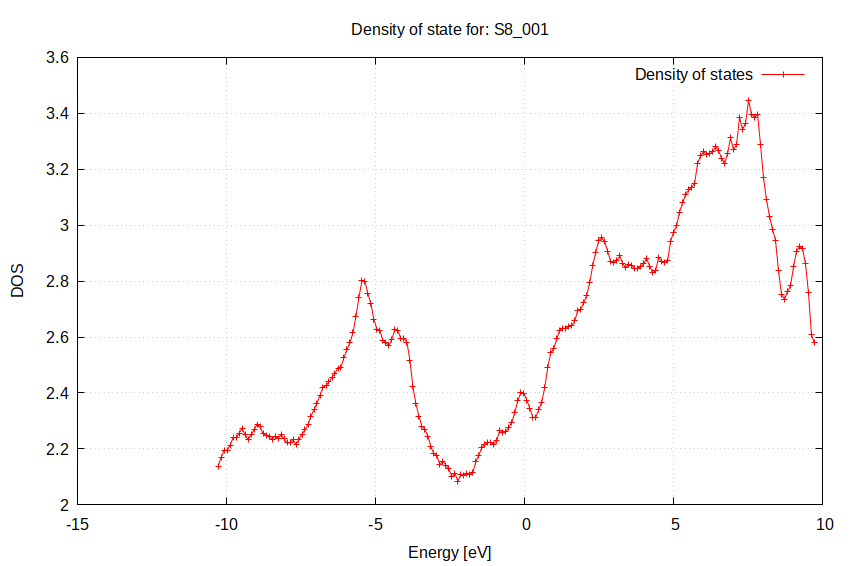 Density of state for: S8_001
Density of states
3.6
3.4
3.2
3
2.8
2.6
2.4
2.2
2
DOS
-15 -10 -5 0 5 10
Energy [eV]